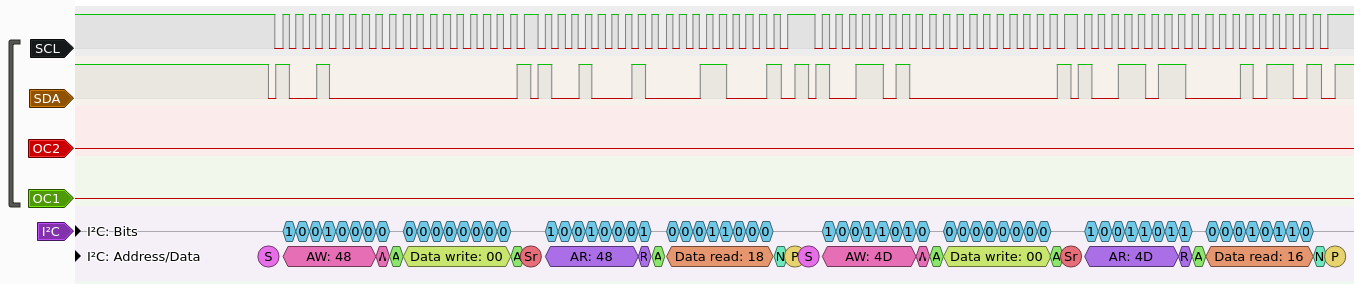 SCL
SDA
OC2
OC1
I²C I²C: Bits 1 0 0 1 0 0 0 0 0 0 0 0 0 0 0 0 1 0 0 1 0 0 0 1 0 0 0 1 1 0 0 0 1 0 0 1 1 0 1 0 0 0 0 0 0 0 0 0 1 0 0 1 1 0 1 1 0 0 0 1 0 1 1 0
I²C: Address/Data S AW: 48 A Data write: 00 A Sr AR: 48 R A Data read: 18 N P S AW: 4D A Data write: 00 A Sr AR: 4D R A Data read: 16 N P